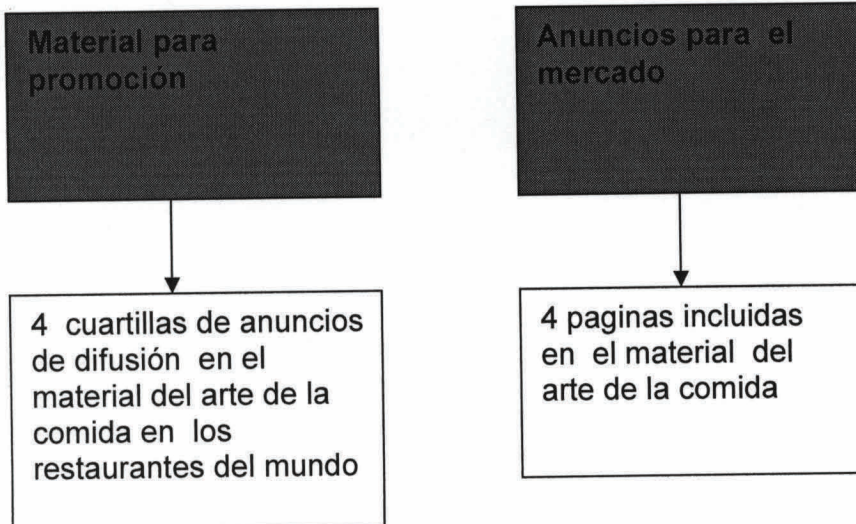 Material para
promoción
Anuncios para el
mercado
4 cuartillas de anuncios
de difusión en el
material del arte de la
comida en los
restaurantes del mundo
4 paginas incluidas
en el material del
arte de la comida